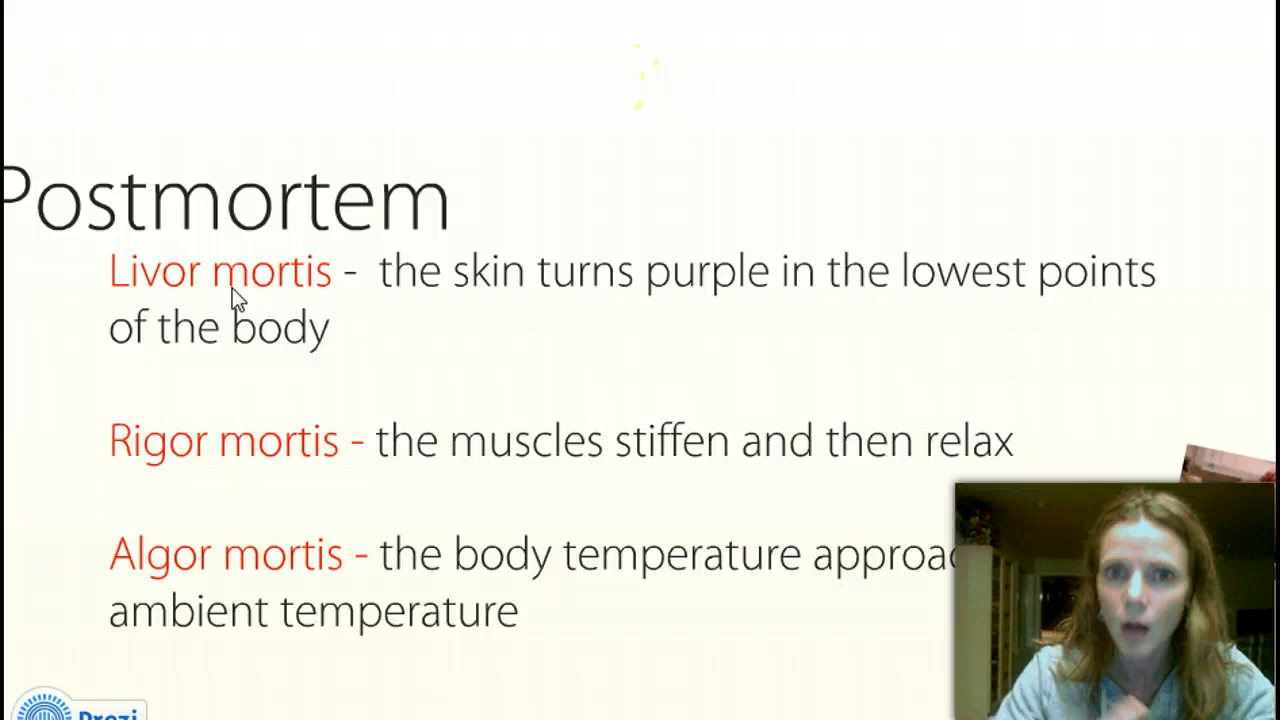 Postmortem
Livor mortis - the skin turns purple in the lowest points
of the body
Rigor mortis - the muscles stiffen and then relax
Algor mortis - the body temperature
ambient temperature
Prezi